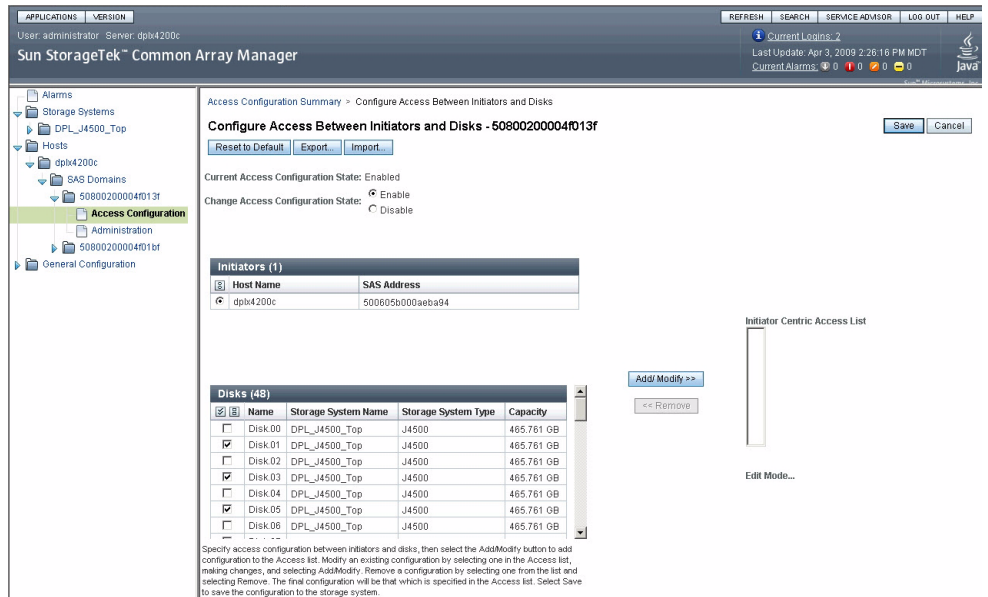 APPLICATIONS VERSION
REFRESH SEARCH SERVICE ADVISOR LOG OUT HELP
User: administrator Server: dplx4200c
Sun StorageTek™ Common Array Manager
Current Logins: 2
Last Update: Apr 3, 2009 2:26:16 PM MDT
Current Alarms: 0 0 0 0
Java
Sun™ Microsystems, Inc.
Alarms
Storage Systems
DPL_J4500_Top
Hosts
dplx4200c
SAS Domains
50800200004f013f
Access Configuration
Administration
50800200004f01bf
General Configuration
Access Configuration Summary > Configure Access Between Initiators and Disks
Configure Access Between Initiators and Disks - 50800200004f013f
Save Cancel
Reset to Default Export... Import...
Current Access Configuration State: Enabled
Change Access Configuration State: Enable
Disable
Initiators (1)
Host Name SAS Address
dplx4200c 500605b000aeba94
Initiator Centric Access List
Add/Modify >>
<< Remove
Edit Mode...
Disks (48)
Name Storage System Name Storage System Type Capacity
Disk.00 DPL_J4500_Top J4500 465.761 GB
Disk.01 DPL_J4500_Top J4500 465.761 GB
Disk.02 DPL_J4500_Top J4500 465.761 GB
Disk.03 DPL_J4500_Top J4500 465.761 GB
Disk.04 DPL_J4500_Top J4500 465.761 GB
Disk.05 DPL_J4500_Top J4500 465.761 GB
Disk.06 DPL_J4500_Top J4500 465.761 GB
Specify access configuration between initiators and disks, then select the Add/Modify button to add
configuration to the Access list. Modify an existing configuration by selecting one in the Access list,
making changes, and selecting Add/Modify. Remove a configuration by selecting one from the list and
selecting Remove. The final configuration will be that which is specified in the Access list. Select Save
to save the configuration to the storage system.